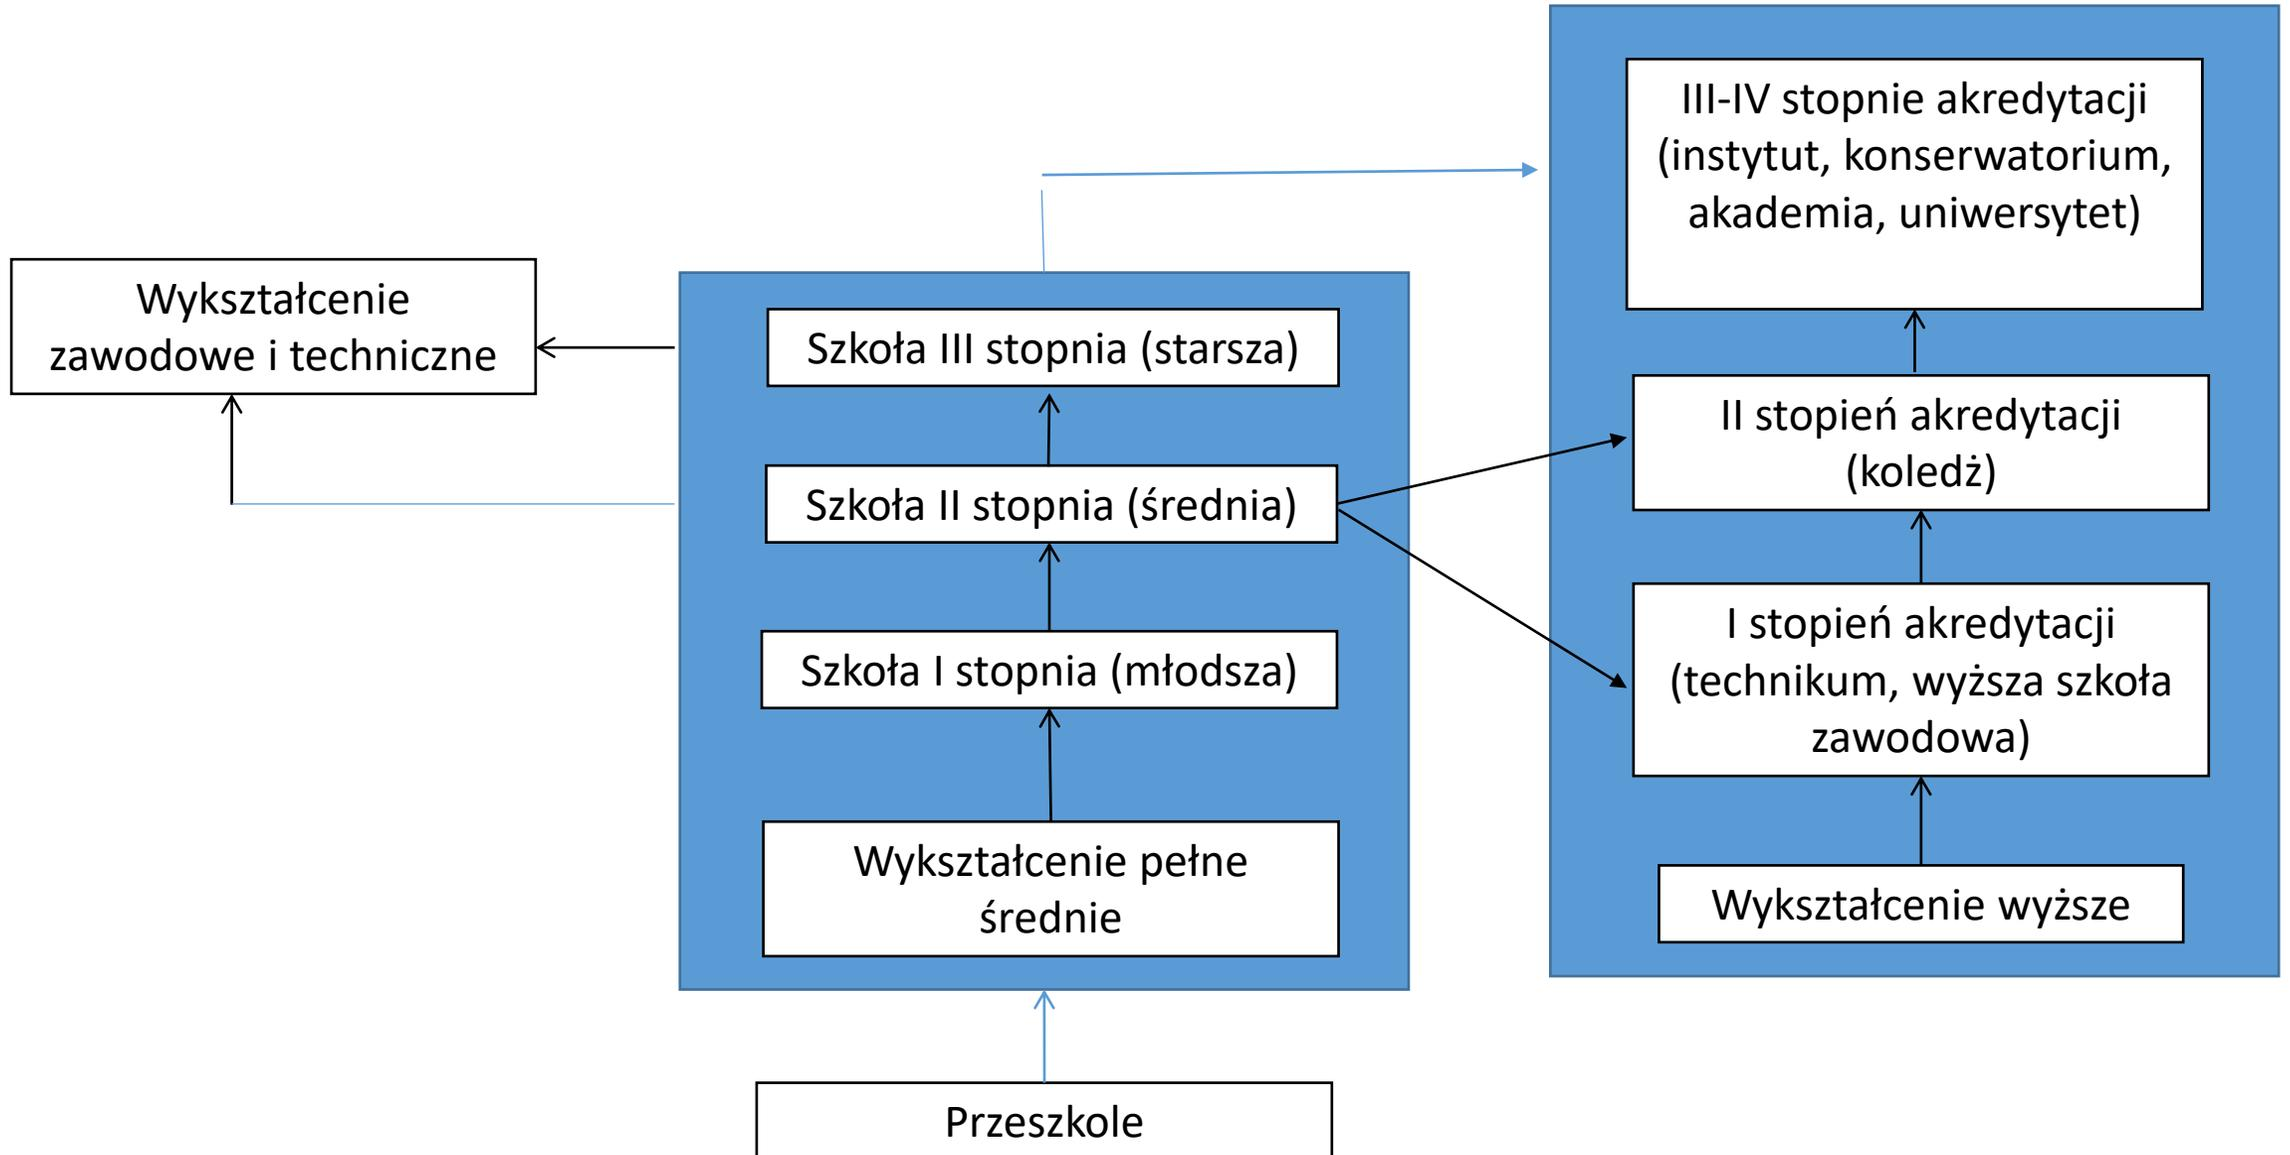 III-IV stopnie akredytacji
(instytut, konserwatorium,
akademia, uniwersytet)
Wykształcenie
zawodowe i techniczne
Szkoła III stopnia (starsza)
II stopień akredytacji
(koledż)
Szkoła II stopnia (średnia)
I stopień akredytacji
(technikum, wyższa szkoła
zawodowa)
Szkoła I stopnia (młodsza)
Wykształcenie pełne
średnie
Wykształcenie wyższe
Przeszkole